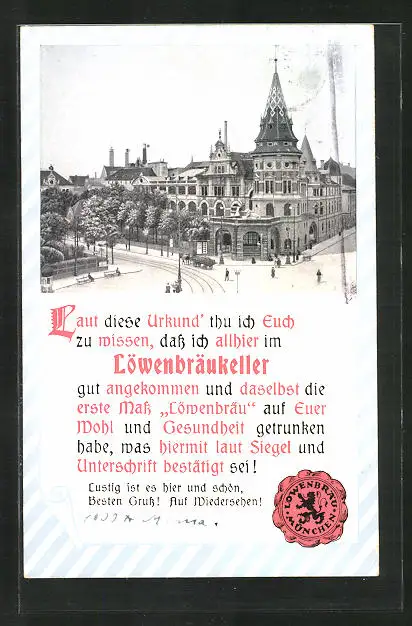 Laut diese Urkund' thu ich Euch
zu wissen, daß ich allhier im
Löwenbräukeller
gut angekommen und daselbst die
erste Maß „Löwenbräu“ auf Euer
Wohl und Gesundheit getrunken
habe, was hiermit laut Siegel und
Unterschrift bestätigt sei!
Lustig ist es hier und schön,
Besten Gruß! Auf Wiedersehen!
LÖWENBRÄU
MÜNCHEN